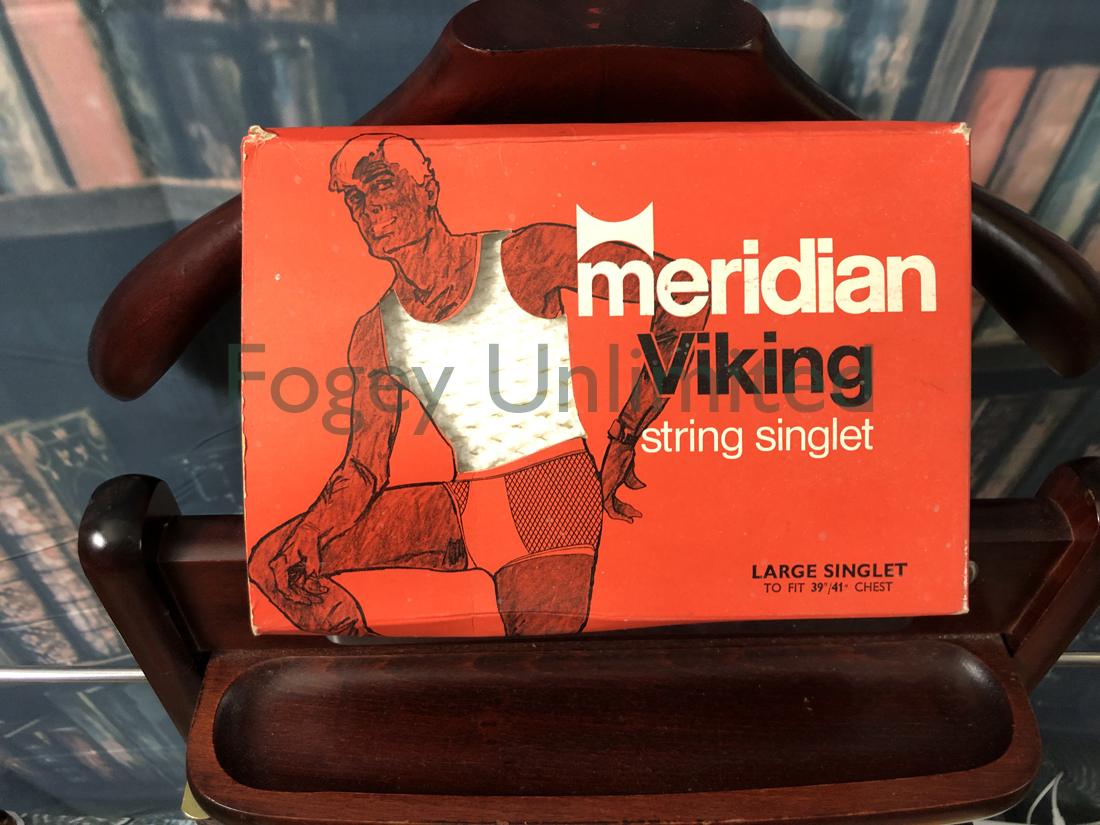 meridian
Viking
Fogey Unlimited
string singlet
LARGE SINGLET
TO FIT 39"/41" CHEST